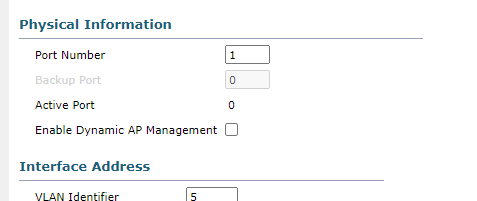 Physical Information
Port Number 1
Backup Port 0
Active Port 0
Enable Dynamic AP Management
Interface Address
VLAN Identifier 5